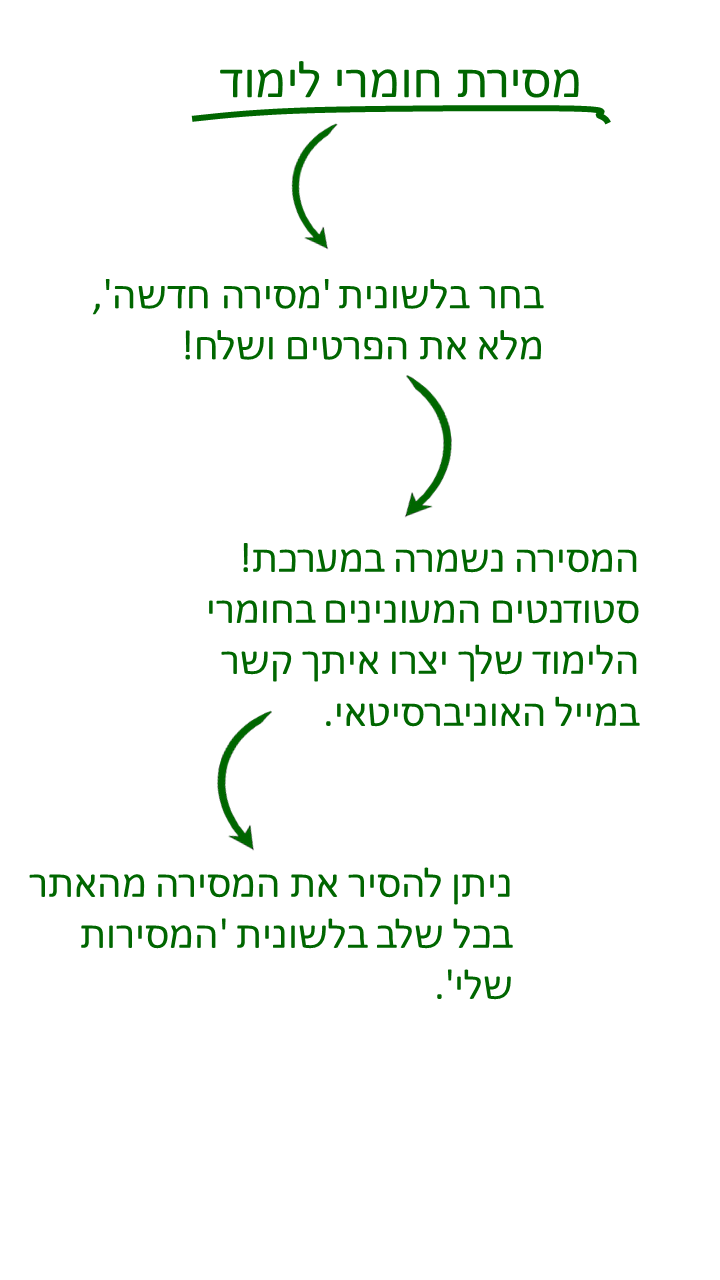 מסירת חומרי לימוד
בחר בלשונית 'מסירה חדשה',
מלא את הפרטים ושלח!
המסירה נשמרה במערכת!
סטודנטים המעונינים בחומרי
הלימוד שלך יצרו איתך קשר
במייל האוניברסיטאי.
ניתן להסיר את המסירה מהאתר
בכל שלב בלשונית 'המסירות
שלי'.